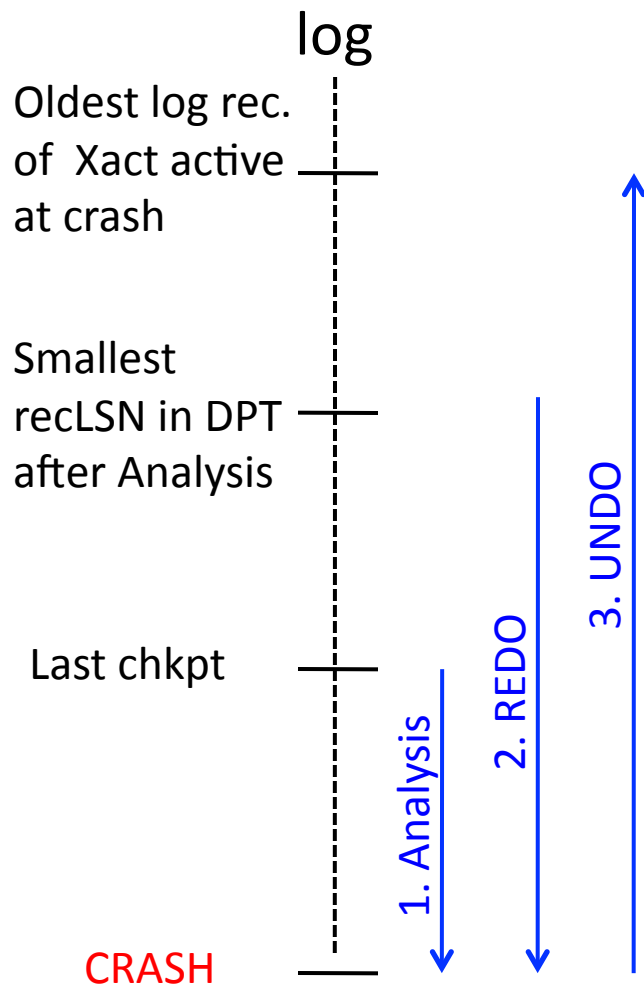 log
Oldest log rec.
of Xact active
at crash
Smallest
recLSN in DPT
after Analysis
Last chkpt
CRASH
1. Analysis
2. REDO
3. UNDO